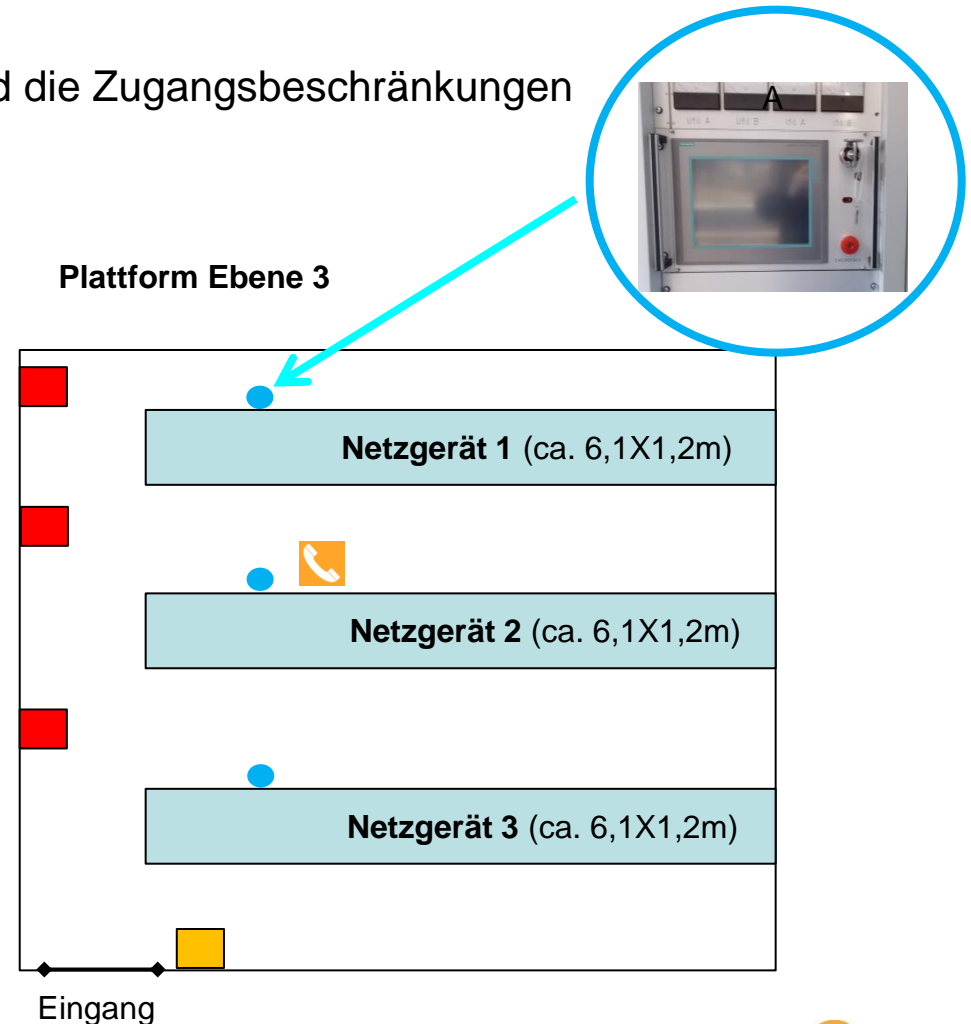 d die Zugangsbeschränkungen
A
Plattform Ebene 3
Netzgerät 1 (ca. 6,1X1,2m)
Netzgerät 2 (ca. 6,1X1,2m)
Netzgerät 3 (ca. 6,1X1,2m)
Eingang